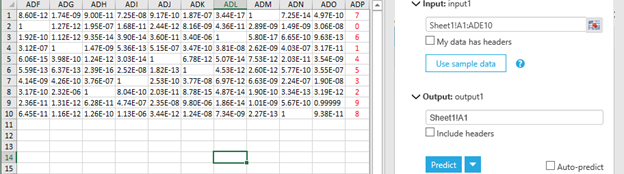 ADF ADG ADH ADI ADJ ADK ADL ADM ADN ADO ADP
1 8.60E-12 1.74E-09 9.00E-11 7.25E-08 9.17E-10 1.87E-07 3.44E-17 1 7.25E-14 4.97E-10 7
2 1 1.27E-12 1.95E-07 1.68E-11 2.44E-12 8.16E-09 4.36E-11 2.89E-09 1.49E-09 3.06E-08 0
3 1.92E-10 1.12E-12 9.35E-14 3.90E-14 3.60E-11 3.40E-06 1 5.80E-17 6.65E-10 9.63E-13 6
4 3.12E-07 1 1.47E-09 5.36E-13 5.15E-07 3.47E-10 3.81E-08 2.62E-09 4.03E-07 3.17E-11 1
5 6.06E-15 3.98E-10 1.24E-12 3.03E-14 1 6.78E-12 5.07E-14 7.53E-12 2.03E-11 3.54E-09 4
6 5.59E-13 6.37E-13 2.39E-16 2.52E-08 1.82E-13 1 4.53E-12 2.60E-12 5.77E-10 3.55E-07 5
7 4.14E-09 4.26E-10 3.76E-07 1 2.53E-10 3.77E-08 6.97E-12 6.63E-09 2.24E-07 1.90E-08 3
8 3.17E-10 2.32E-06 1 8.04E-10 2.03E-11 8.78E-15 4.87E-14 1.90E-10 3.34E-13 3.19E-12 2
9 2.36E-11 1.31E-12 6.28E-11 4.74E-07 2.35E-08 9.80E-06 1.86E-14 1.01E-09 5.67E-10 0.99999 9
10 6.45E-11 1.16E-12 1.26E-10 1.13E-06 3.44E-12 1.24E-08 7.34E-09 2.27E-13 1 9.38E-11 8
11
12
13
14
15
Input: input1
Sheet1!A1:ADE10
My data has headers
Use sample data ?
Output: output1
Sheet1!A1
Include headers
Predict
Auto-predict